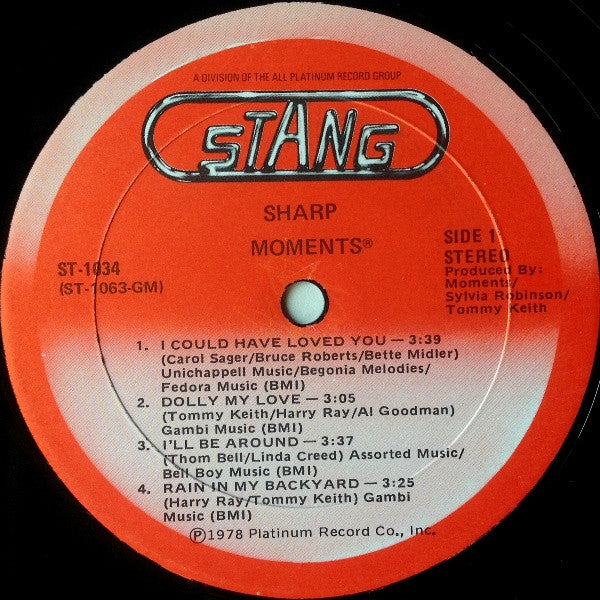 A DIVISION OF THE ALL PLATINUM RECORD GROUP
STANG
SHARP
MOMENTS®
ST-1034
(ST-1063-GM)
SIDE 1
STEREO
Produced By:
Moments/
Sylvia Robinson/
Tommy Keith
1. I COULD HAVE LOVED YOU — 3:39
(Carol Sager/Bruce Roberts/Bette Midler)
Unichappell Music/Begonia Melodies/
Fedora Music (BMI)
2. DOLLY MY LOVE — 3:05
(Tommy Keith/Harry Ray/Al Goodman)
Gambi Music (BMI)
3. I'LL BE AROUND — 3:37
(Thom Bell/Linda Creed) Assorted Music/
Bell Boy Music (BMI)
4. RAIN IN MY BACKYARD — 3:25
(Harry Ray/Tommy Keith) Gambi
Music (BMI)
Ⓟ1978 Platinum Record Co., Inc.